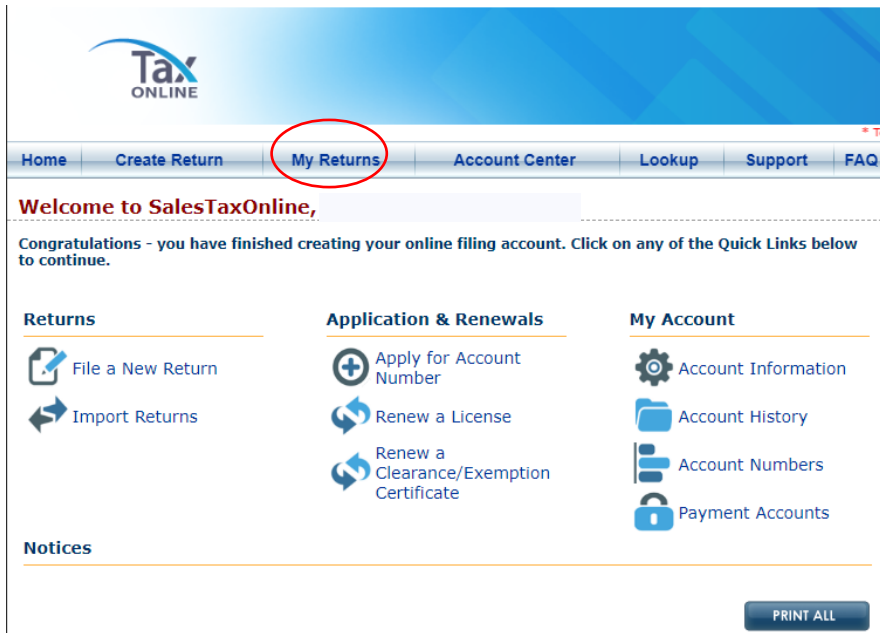 Tax
ONLINE
* T
Home Create Return My Returns Account Center Lookup Support FAQ
Welcome to SalesTaxOnline,
Congratulations - you have finished creating your online filing account. Click on any of the Quick Links below
to continue.
Returns
File a New Return
Import Returns
Application & Renewals
Apply for Account
Number
Renew a License
Renew a
Clearance/Exemption
Certificate
My Account
Account Information
Account History
Account Numbers
Payment Accounts
Notices
PRINT ALL